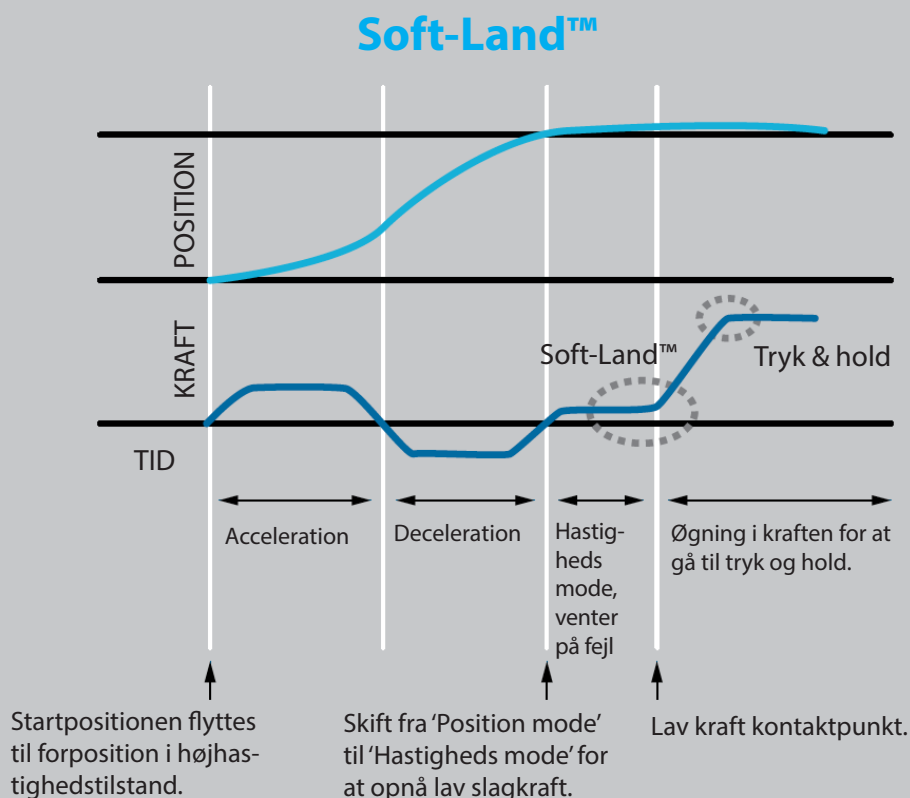 Soft-Land™
POSITION
KRAFT
Soft-Land™
Tryk & hold
TID
Acceleration
Deceleration
Hastig-
heds
mode,
venter
på fejl
Øgning i kraften for at
gå til tryk og hold.
Startpositionen flyttes
til forposition i højhas-
tighedstilstand.
Skift fra ‘Position mode’
til ‘Hastigheds mode’ for
at opnå lav slagkraft.
Lav kraft kontaktpunkt.